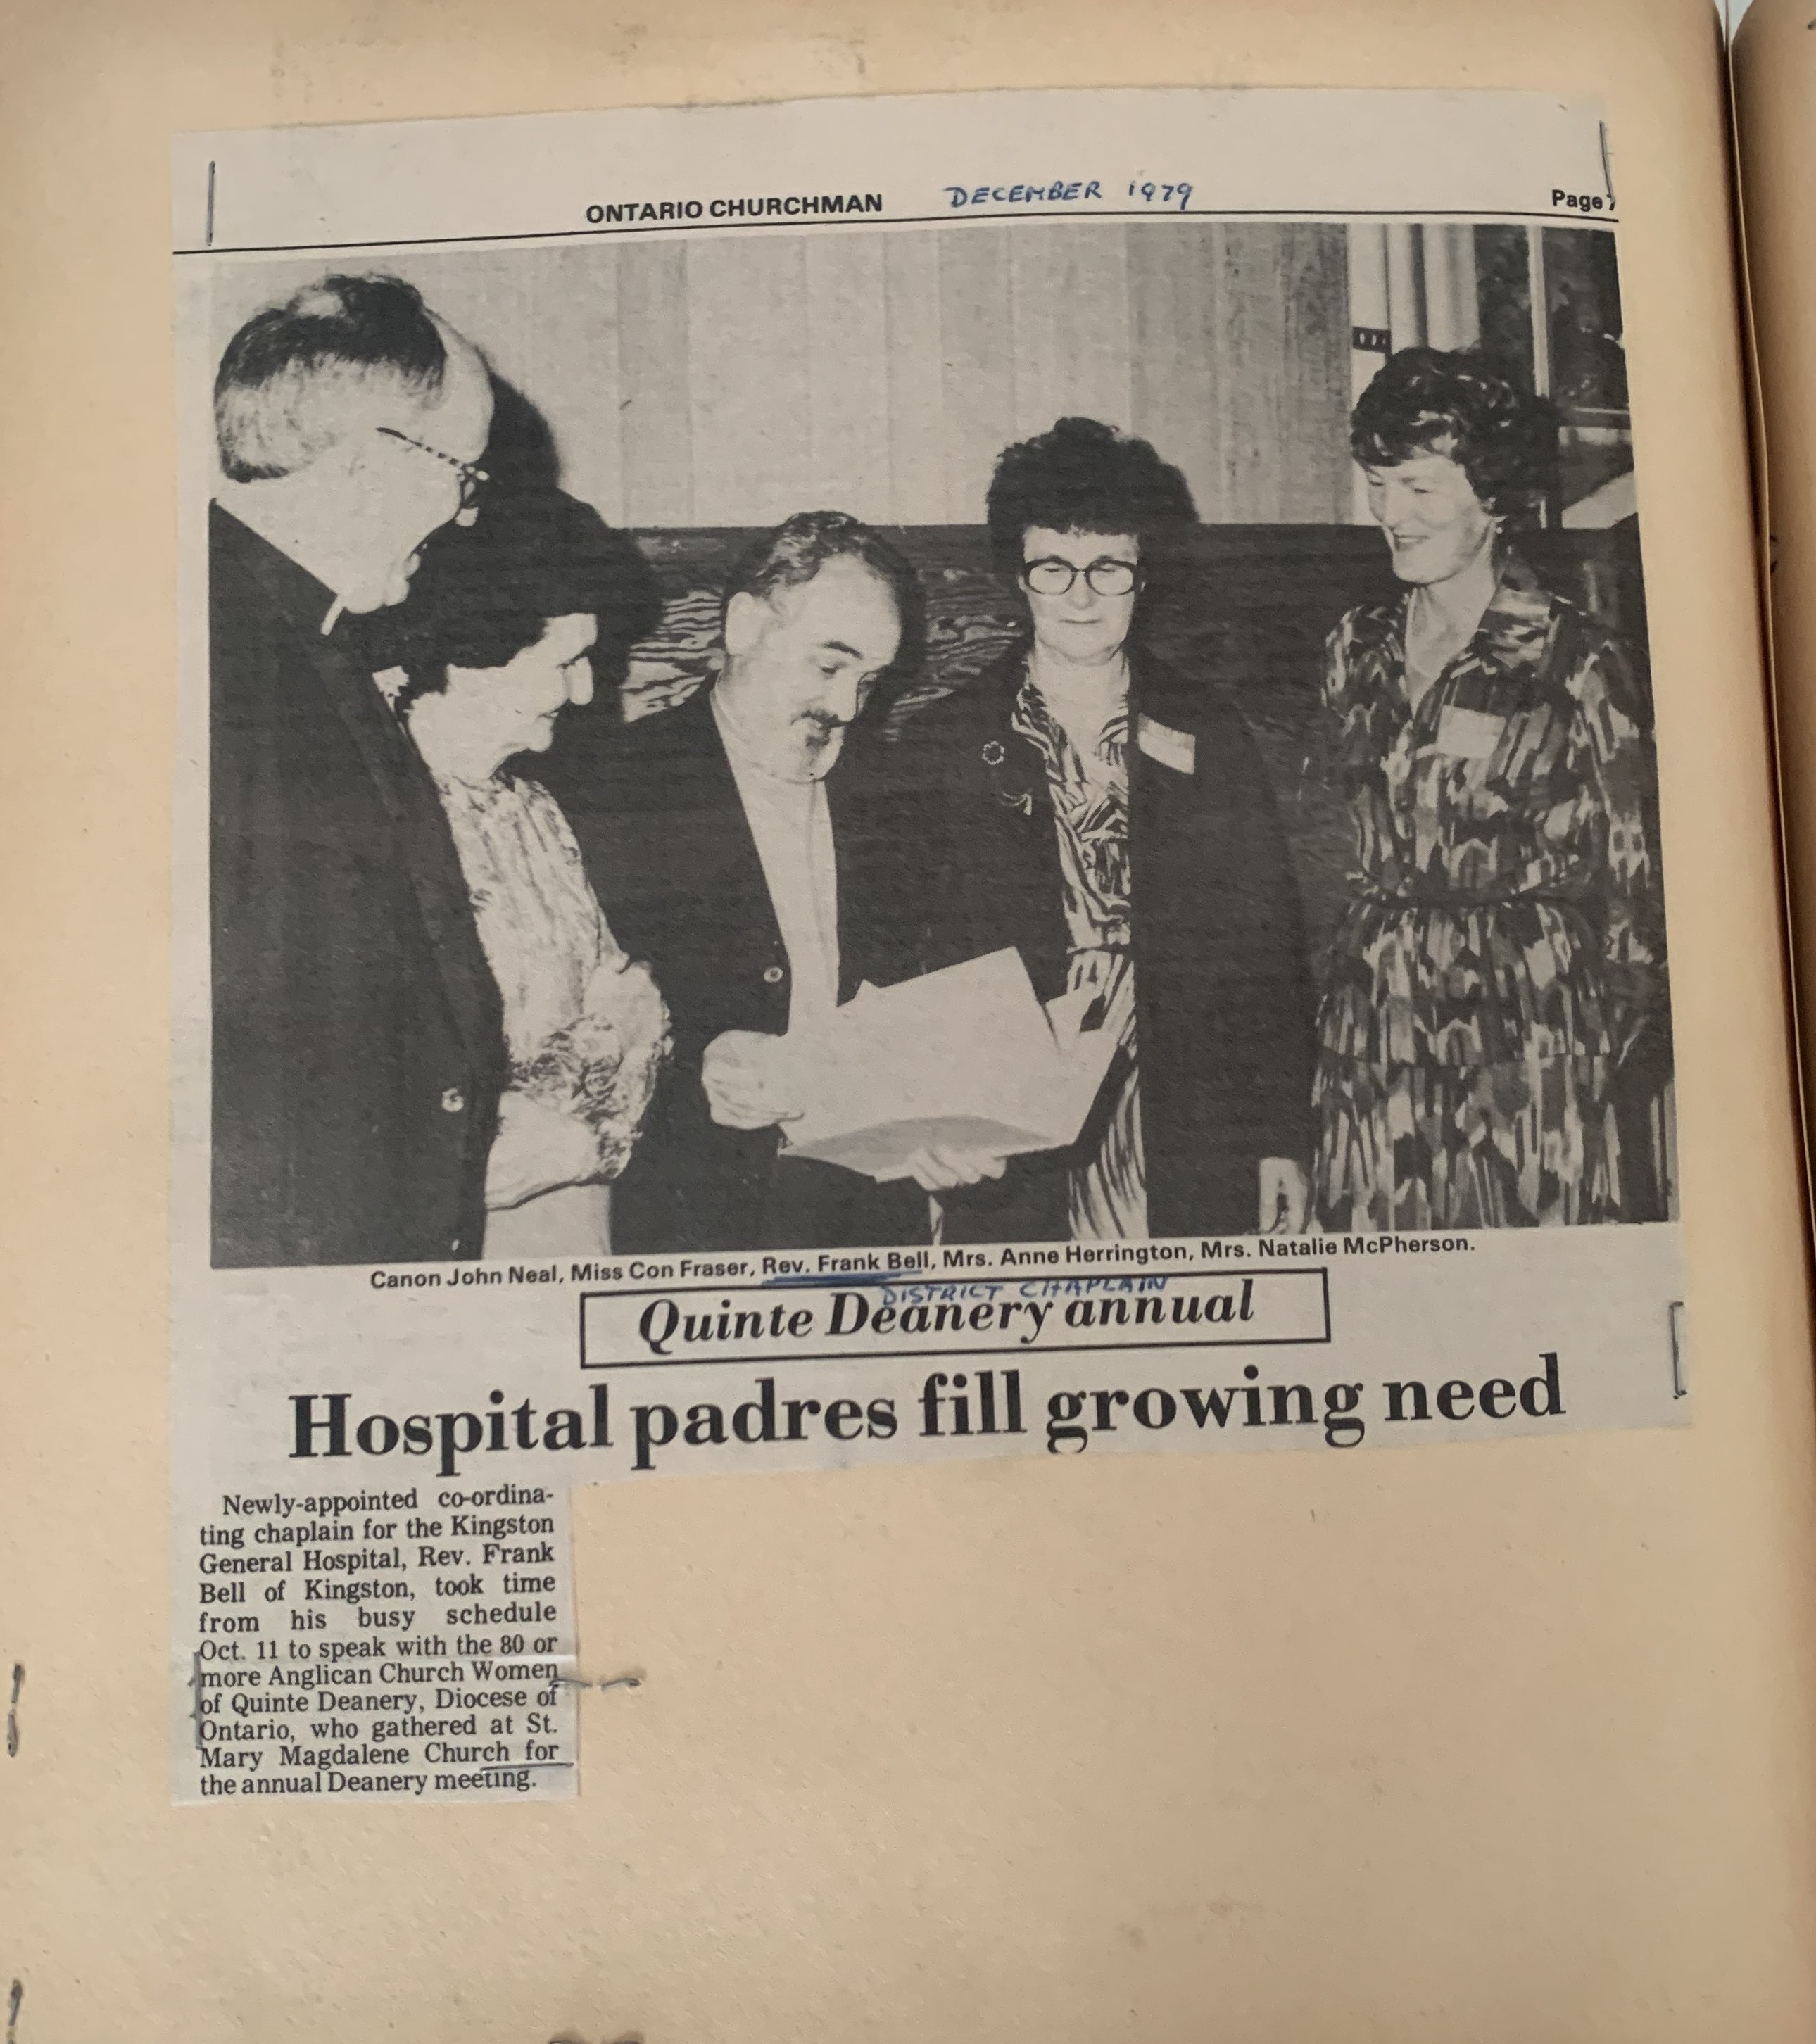 ONTARIO CHURCHMAN DECEMBER 1979 Page
Canon John Neal, Miss Con Fraser, Rev. Frank Bell, Mrs. Anne Herrington, Mrs. Natalie McPherson.
DISTRICT CHAPLAIN
Quinte Deanery annual
Hospital padres fill growing need
Newly-appointed co-ordina-
ting chaplain for the Kingston
General Hospital, Rev. Frank
Bell of Kingston, took time
from his busy schedule
Oct. 11 to speak with the 80 or
more Anglican Church Women
of Quinte Deanery, Diocese of
Ontario, who gathered at St.
Mary Magdalene Church for
the annual Deanery meeting.